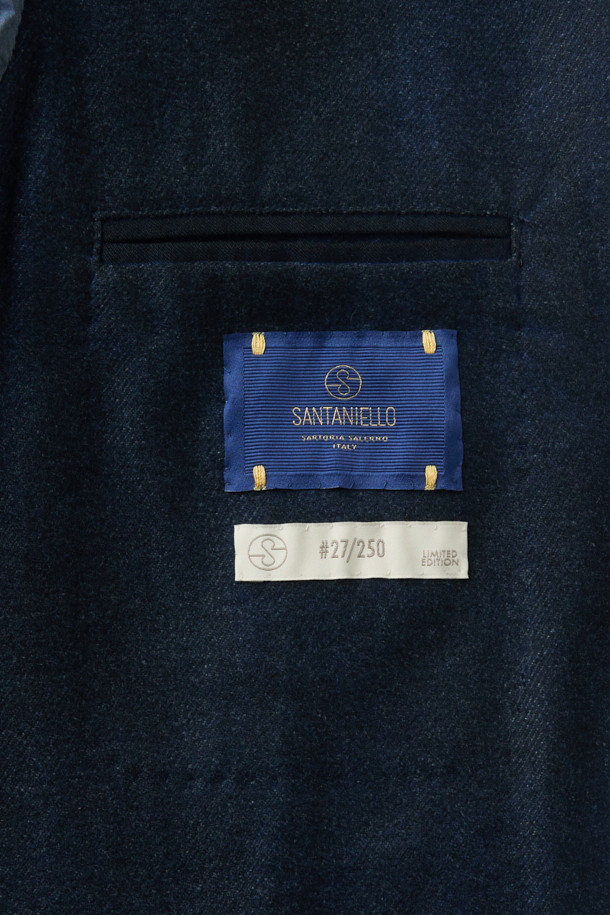 SANTANIELLO
SARTORIA SALERNO
ITALY
#27/250
LIMITED
EDITION